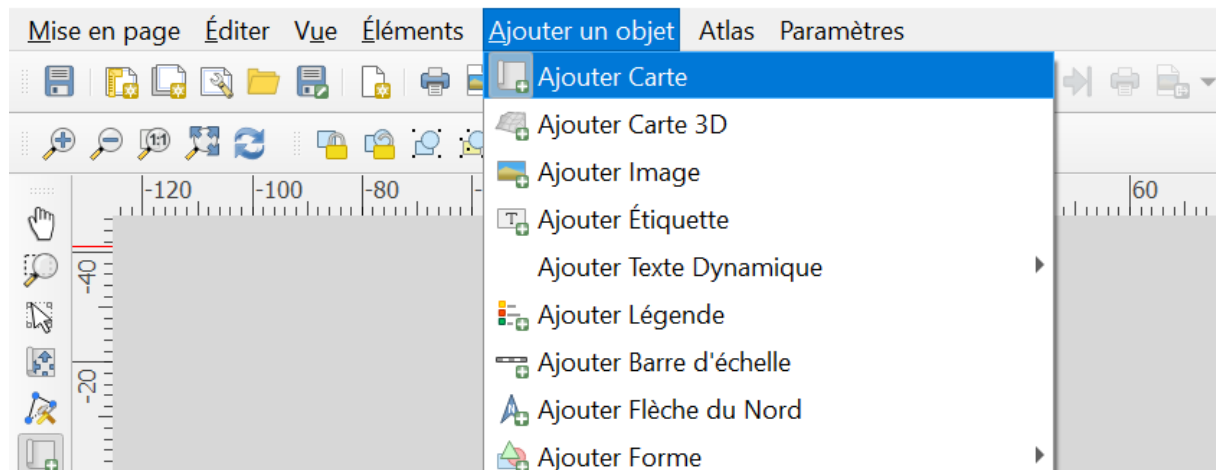 Mise en page Éditer Vue Éléments Ajouter un objet Atlas Paramètres
Ajouter Carte
Ajouter Carte 3D
1:1
Ajouter Image
-120 -100 -80 60
T Ajouter Étiquette
-40
Ajouter Texte Dynamique
Ajouter Légende
Ajouter Barre d'échelle
-20
Ajouter Flèche du Nord
Ajouter Forme